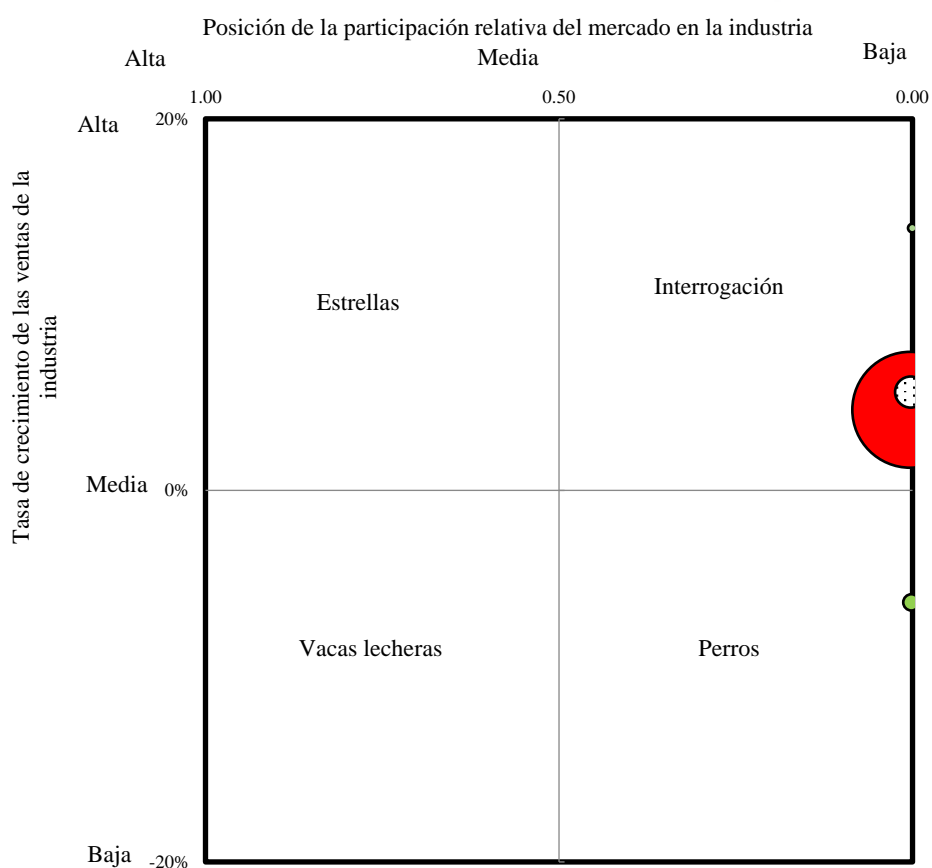 Posición de la participación relativa del mercado en la industria
Alta
Media
Baja
1.00
0.50
0.00
Alta
20%
Tasa de crecimiento de las ventas de la
industria
Estrellas
Interrogación
Media
0%
Vacas lecheras
Perros
Baja
-20%